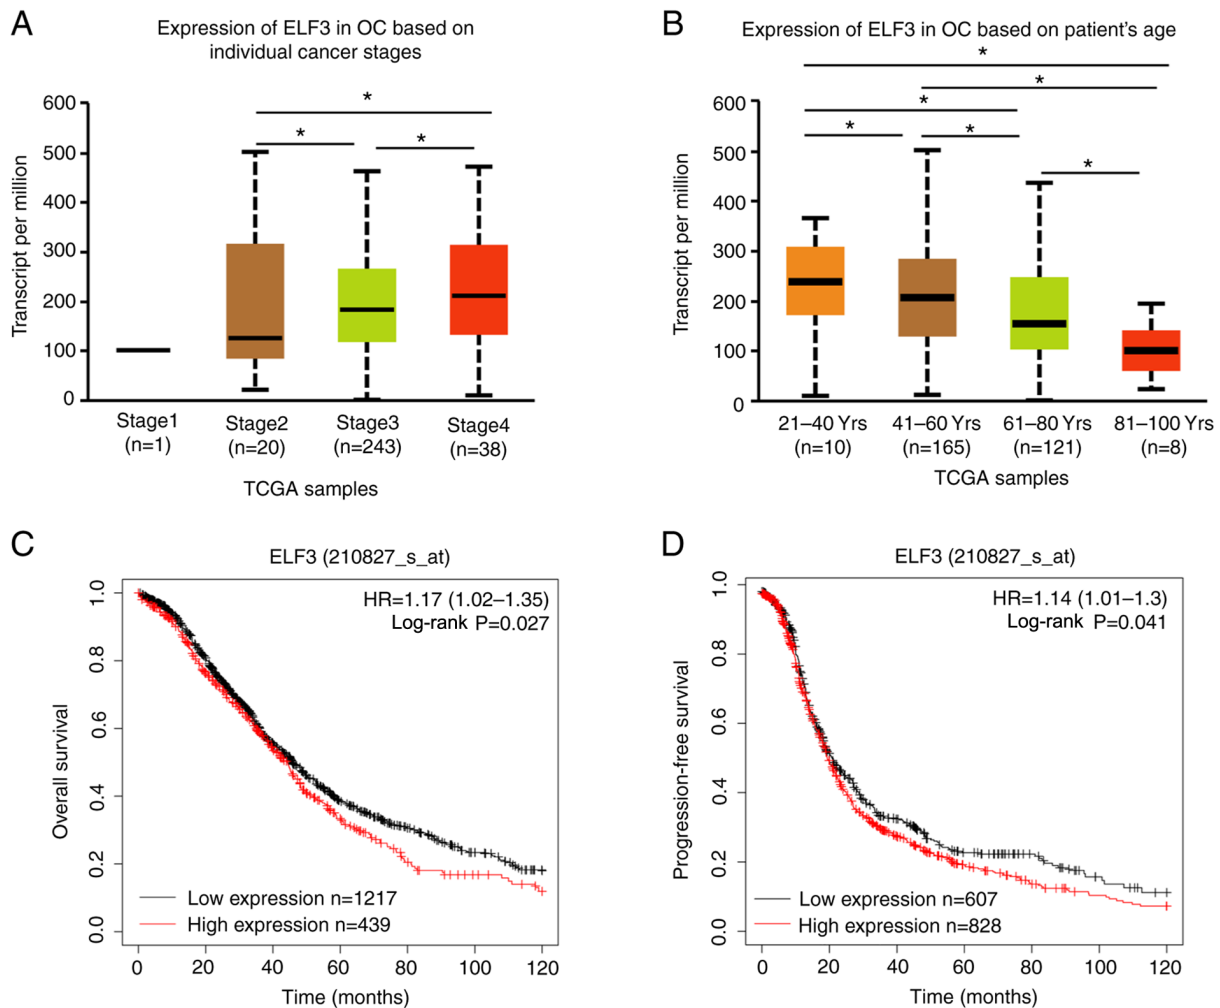 A
Expression of ELF3 in OC based on
individual cancer stages
Transcript per million
600
500
400
300
200
100
0
*
*
*
Stage1
(n=1)
Stage2
(n=20)
Stage3
(n=243)
Stage4
(n=38)
TCGA samples
B
Expression of ELF3 in OC based on patient's age
Transcript per million
600
500
400
300
200
100
0
*
*
*
*
*
*
21–40 Yrs
(n=10)
41–60 Yrs
(n=165)
61–80 Yrs
(n=121)
81–100 Yrs
(n=8)
TCGA samples
C
ELF3 (210827_s_at)
HR=1.17 (1.02–1.35)
Log-rank P=0.027
Overall survival
1.0
0.8
0.6
0.4
0.2
0.0
Low expression n=1217
High expression n=439
0 20 40 60 80 100 120
Time (months)
D
ELF3 (210827_s_at)
HR=1.14 (1.01–1.3)
Log-rank P=0.041
Progression-free survival
1.0
0.8
0.6
0.4
0.2
0.0
Low expression n=607
High expression n=828
0 20 40 60 80 100 120
Time (months)